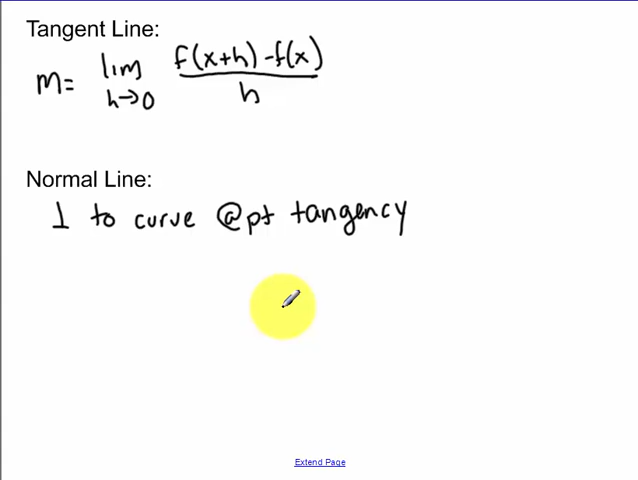 Tangent Line:
m= lim h→0 f(x+h)-f(x) / h
Normal Line:
⊥ to curve @pt tangency
Extend Page